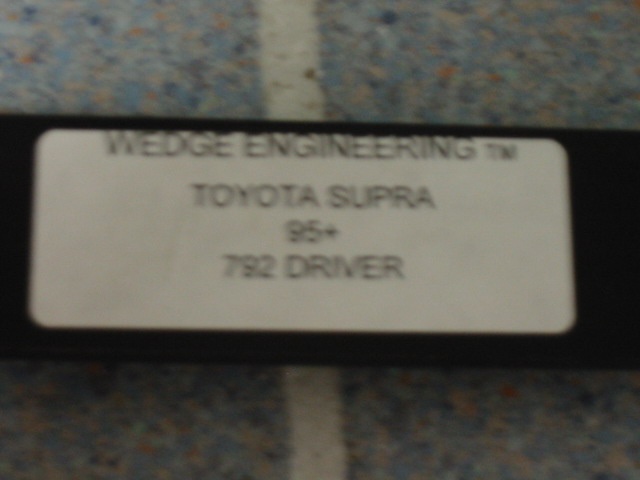 WEDGE ENGINEERING TM
TOYOTA SUPRA
95+
792 DRIVER